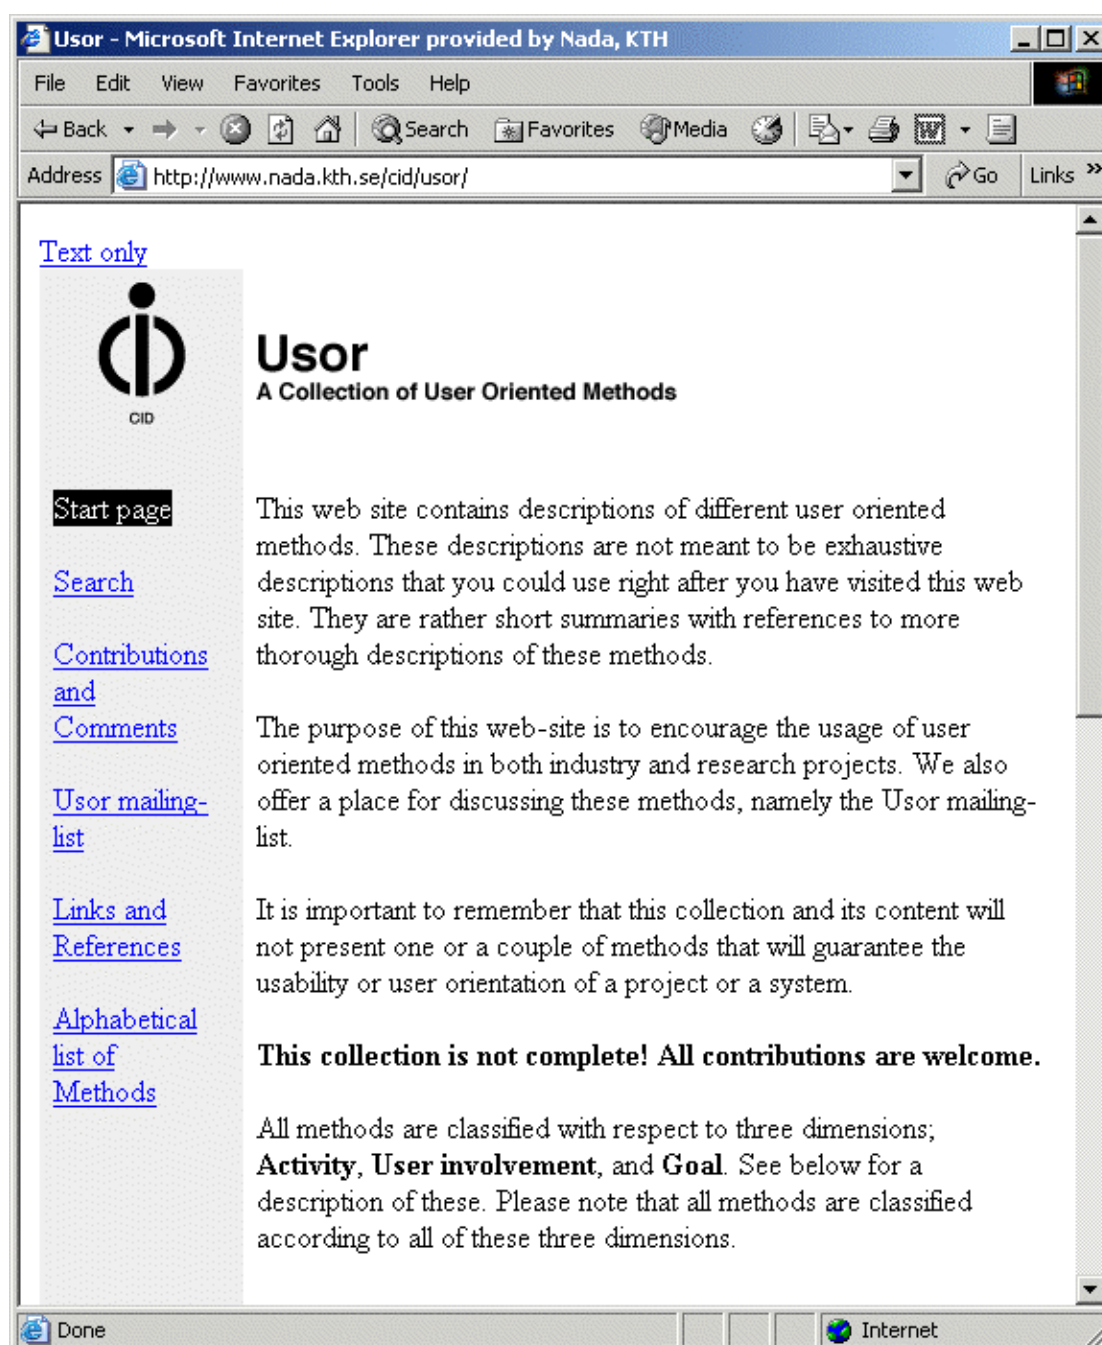 Usor - Microsoft Internet Explorer provided by Nada, KTH
File Edit View Favorites Tools Help
Back Search Favorites Media
Address http://www.nada.kth.se/cid/usor/ Go Links »
Text only
CID
Usor
A Collection of User Oriented Methods
Start page
Search
Contributions
and
Comments
Usor mailing-
list
Links and
References
Alphabetical
list of
Methods
This web site contains descriptions of different user oriented
methods. These descriptions are not meant to be exhaustive
descriptions that you could use right after you have visited this web
site. They are rather short summaries with references to more
thorough descriptions of these methods.
The purpose of this web-site is to encourage the usage of user
oriented methods in both industry and research projects. We also
offer a place for discussing these methods, namely the Usor mailing-
list.
It is important to remember that this collection and its content will
not present one or a couple of methods that will guarantee the
usability or user orientation of a project or a system.
This collection is not complete! All contributions are welcome.
All methods are classified with respect to three dimensions;
Activity, User involvement, and Goal. See below for a
description of these. Please note that all methods are classified
according to all of these three dimensions.
Done Internet